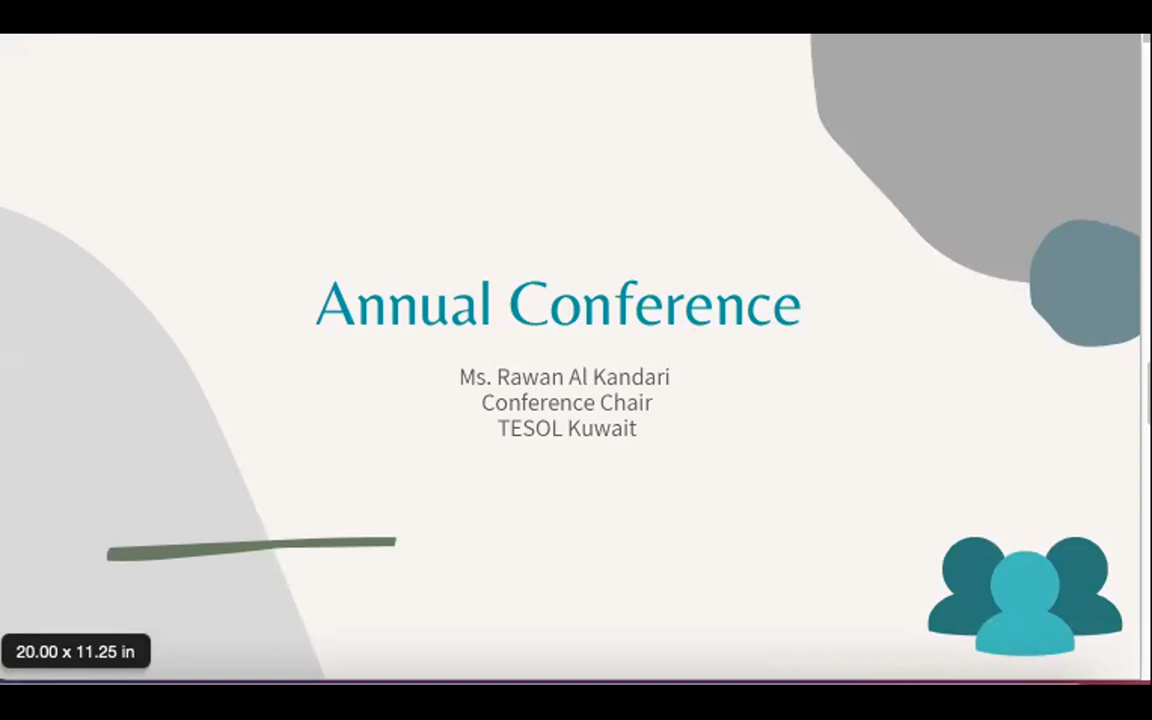 Annual Conference
Ms. Rawan Al Kandari
Conference Chair
TESOL Kuwait
20.00 x 11.25 in